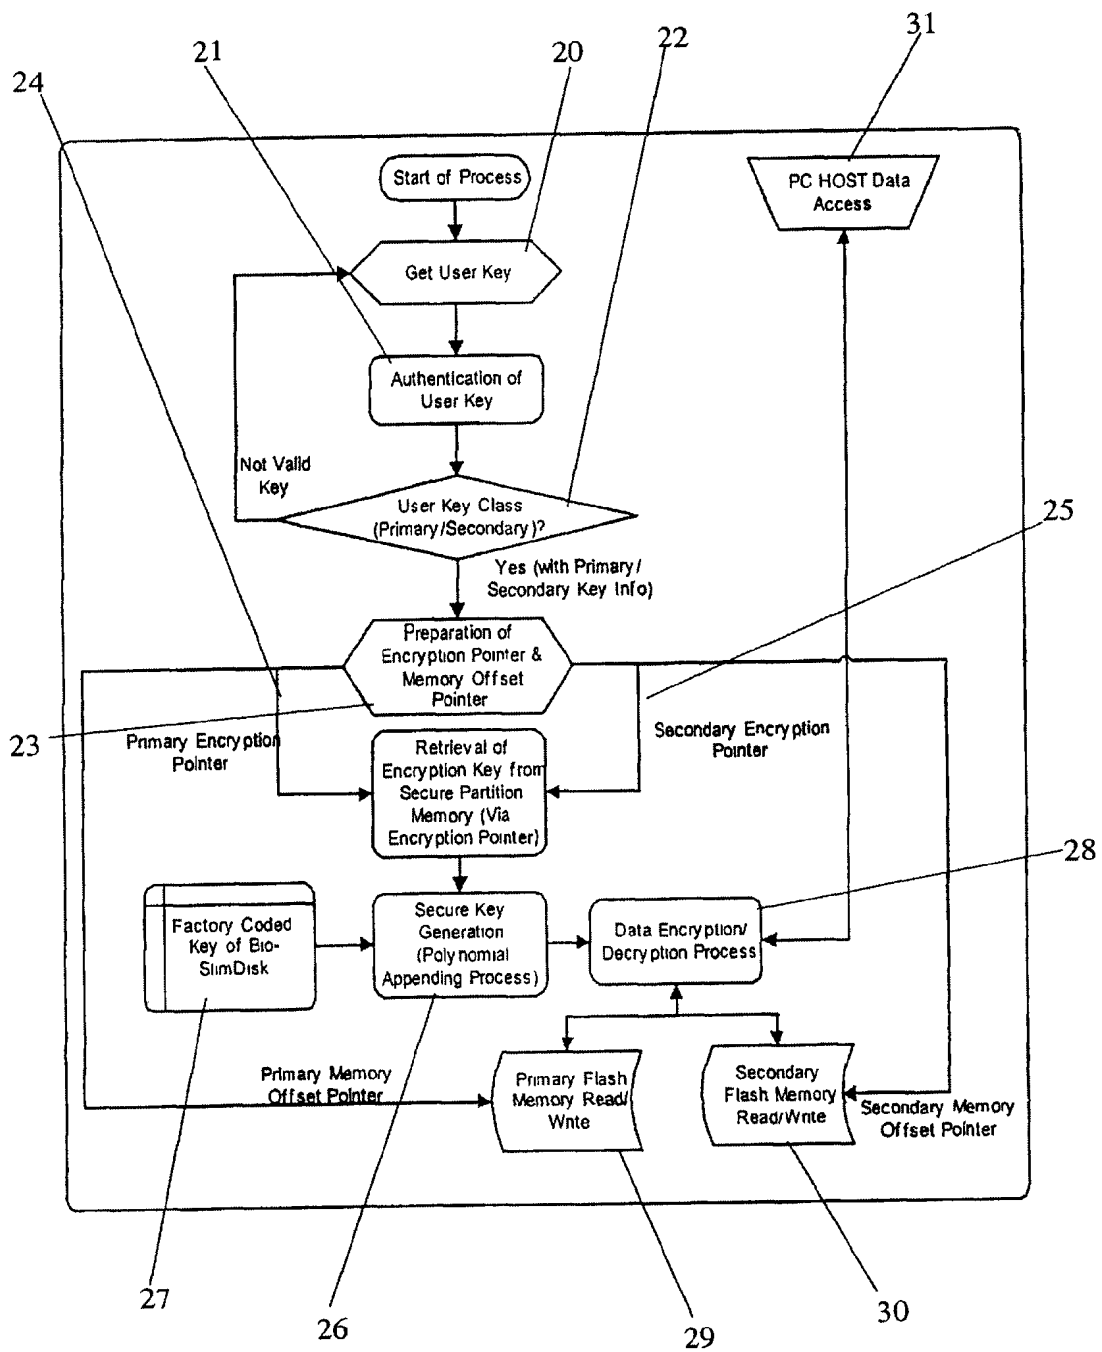 31
22
20
21
24
Start of Process
PC HOST Data
Access
Get User Key
Authentication of
User Key
Not Valid
Key
User Key Class
(Primary/Secondary)?
25
Yes (with Primary/
Secondary Key Info)
Preparation of
Encryption Pointer &
Memory Offset
Pointer
23
Primary Encryption
Pointer
Secondary Encryption
Pointer
Retrieval of
Encryption Key from
Secure Partition
Memory (Via
Encryption Pointer)
28
Factory Coded
Key of Bio-
SlimDisk
Secure Key
Generation
(Polynomial
Appending Process)
Data Encryption/
Decryption Process
Primary Memory
Offset Pointer
Primary Flash
Memory Read/
Write
Secondary
Flash Memory
Read/Write
Secondary Memory
Offset Pointer
27
26
29
30